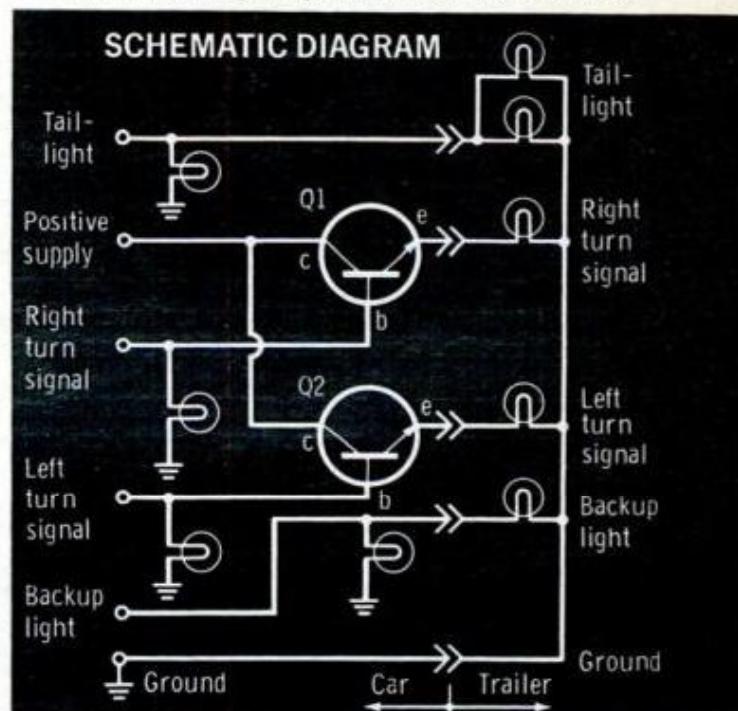 SCHEMATIC DIAGRAM
Tail-
light
Tail-
light
Positive
supply
Q1
e
c
b
Right
turn
signal
Right
turn
signal
Q2
e
c
b
Left
turn
signal
Left
turn
signal
Backup
light
Backup
light
Ground
Car
Trailer
Ground